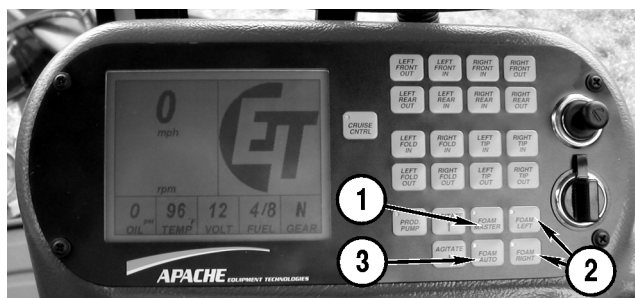 LEFT FRONT OUT
LEFT FRONT IN
RIGHT FRONT IN
RIGHT FRONT OUT
LEFT REAR OUT
LEFT REAR IN
RIGHT REAR IN
RIGHT REAR OUT
CRUISE CNTRL
LEFT FOLD IN
RIGHT FOLD IN
LEFT TIP IN
RIGHT TIP IN
LEFT FOLD OUT
RIGHT FOLD OUT
LEFT TIP OUT
RIGHT TIP OUT
PROD PUMP
FOAM MASTER
FOAM LEFT
AGITATE
FOAM AUTO
FOAM RIGHT
0
mph
rpm
ET
0 psi 96 F 12 4/8 N
OIL TEMP VOLT FUEL GEAR
APACHE EQUIPMENT TECHNOLOGIES
1
2
3